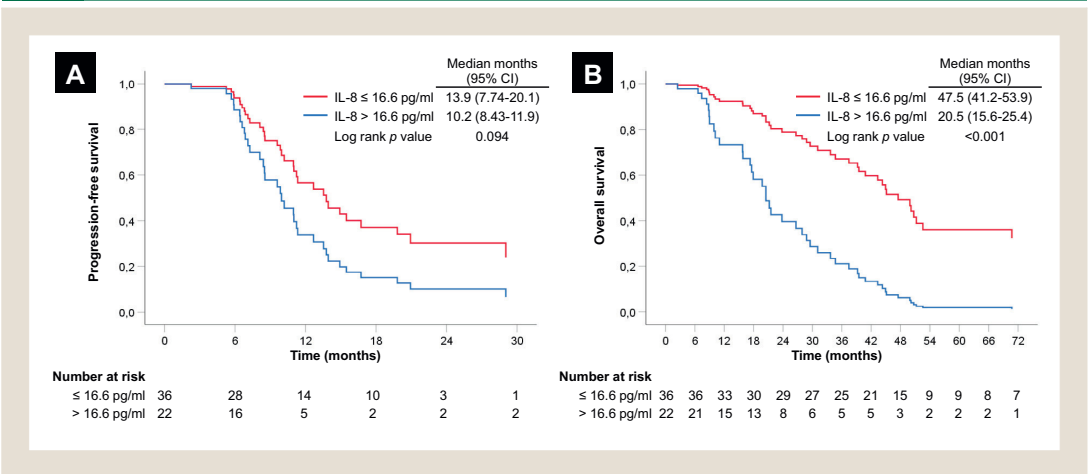 A
Median months
(95% CI)
IL-8 ≤ 16.6 pg/ml 13.9 (7.74-20.1)
IL-8 > 16.6 pg/ml 10.2 (8.43-11.9)
Log rank p value 0.094
Progression-free survival
1,0
0,8
0,6
0,4
0,2
0,0
0 6 12 18 24 30
Time (months)
Number at risk
≤ 16.6 pg/ml 36 28 14 10 3 1
> 16.6 pg/ml 22 16 5 2 2 2
B
Median months
(95% CI)
IL-8 ≤ 16.6 pg/ml 47.5 (41.2-53.9)
IL-8 > 16.6 pg/ml 20.5 (15.6-25.4)
Log rank p value <0.001
Overall survival
1,0
0,8
0,6
0,4
0,2
0,0
0 6 12 18 24 30 36 42 48 54 60 66 72
Time (months)
Number at risk
≤ 16.6 pg/ml 36 36 33 30 29 27 25 21 15 9 9 8 7
> 16.6 pg/ml 22 21 15 13 8 6 5 5 3 2 2 2 1